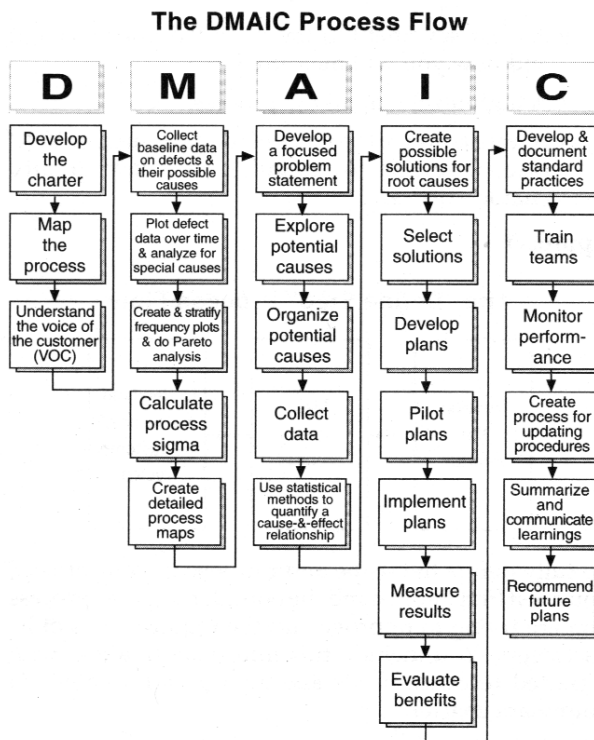 The DMAIC Process Flow
D
M
A
I
C
Develop
the
charter
Map
the
process
Understand
the voice of
the customer
(VOC)
Collect
baseline data
on defects &
their possible
causes
Plot defect
data over time
& analyze for
special causes
Create & stratify
frequency plots
& do Pareto
analysis
Calculate
process
sigma
Create
detailed
process
maps
Develop
a focused
problem
statement
Explore
potential
causes
Organize
potential
causes
Collect
data
Use statistical
methods to
quantify a
cause-&-effect
relationship
Create
possible
solutions for
root causes
Select
solutions
Develop
plans
Pilot
plans
Implement
plans
Measure
results
Evaluate
benefits
Develop &
document
standard
practices
Train
teams
Monitor
perform-
ance
Create
process for
updating
procedures
Summarize
and
communicate
learnings
Recommend
future
plans